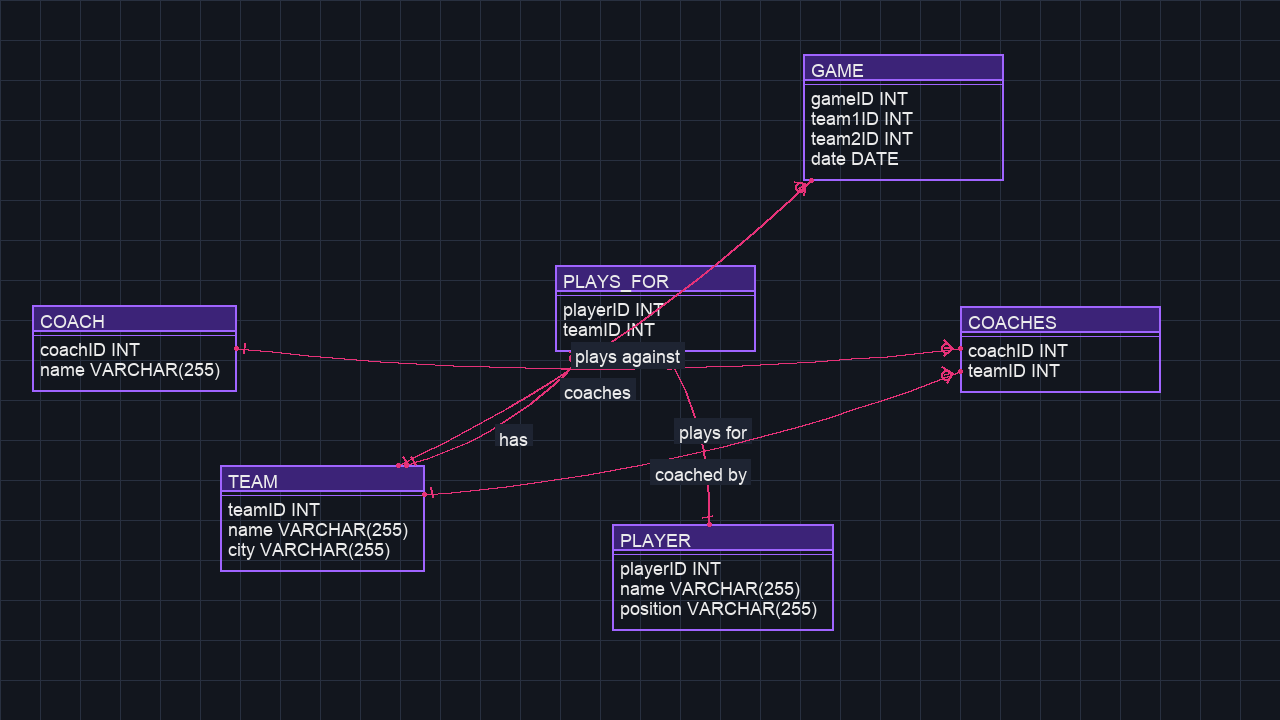 GAME
gameID INT
team1ID INT
team2ID INT
date DATE
PLAYS_FOR
playerID INT
teamID INT
COACH
coachID INT
name VARCHAR(255)
COACHES
coachID INT
teamID INT
plays against
coaches
has
plays for
coached by
TEAM
teamID INT
name VARCHAR(255)
city VARCHAR(255)
PLAYER
playerID INT
name VARCHAR(255)
position VARCHAR(255)